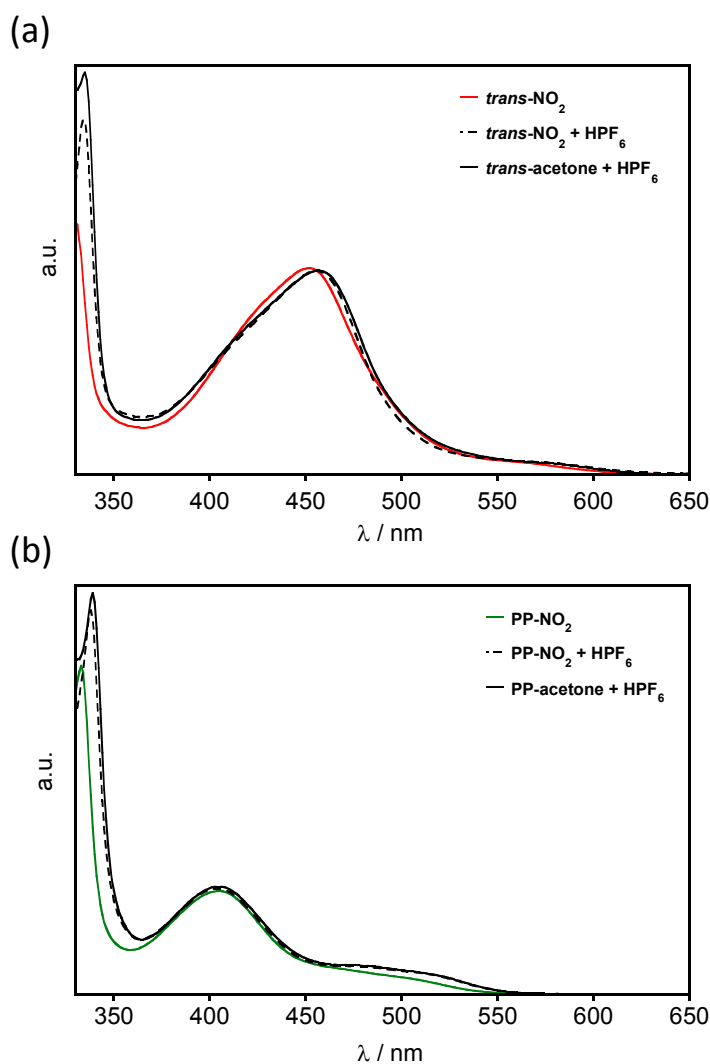 (a)
trans-NO2
trans-NO2 + HPF6
trans-acetone + HPF6
a.u.
350 400 450 500 550 600 650
λ / nm
(b)
PP-NO2
PP-NO2 + HPF6
PP-acetone + HPF6
a.u.
350 400 450 500 550 600 650
λ / nm